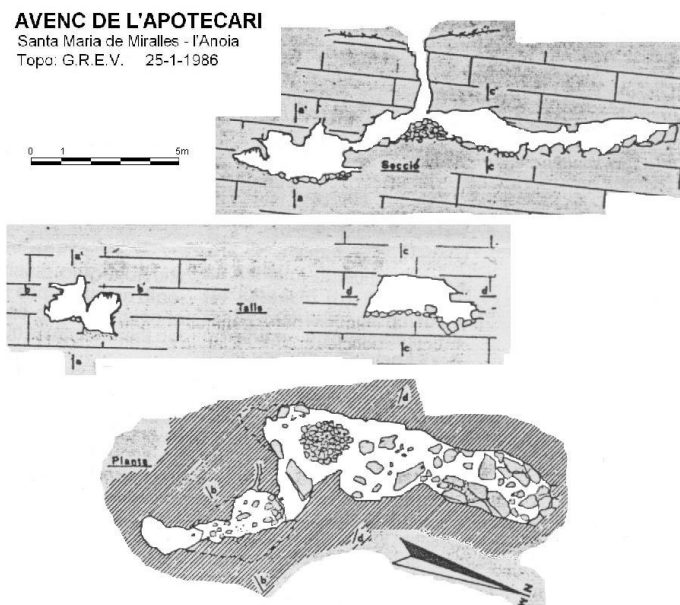 AVENC DE L'APOTECARI
Santa Maria de Miralles - l'Anoia
Topo: G.R.E.V. 25-1-1986
0 1 5m
a' c'
Secció
a c
a' c
b b' d d'
Talls
a c
d'
Planta
b'
d
b
N